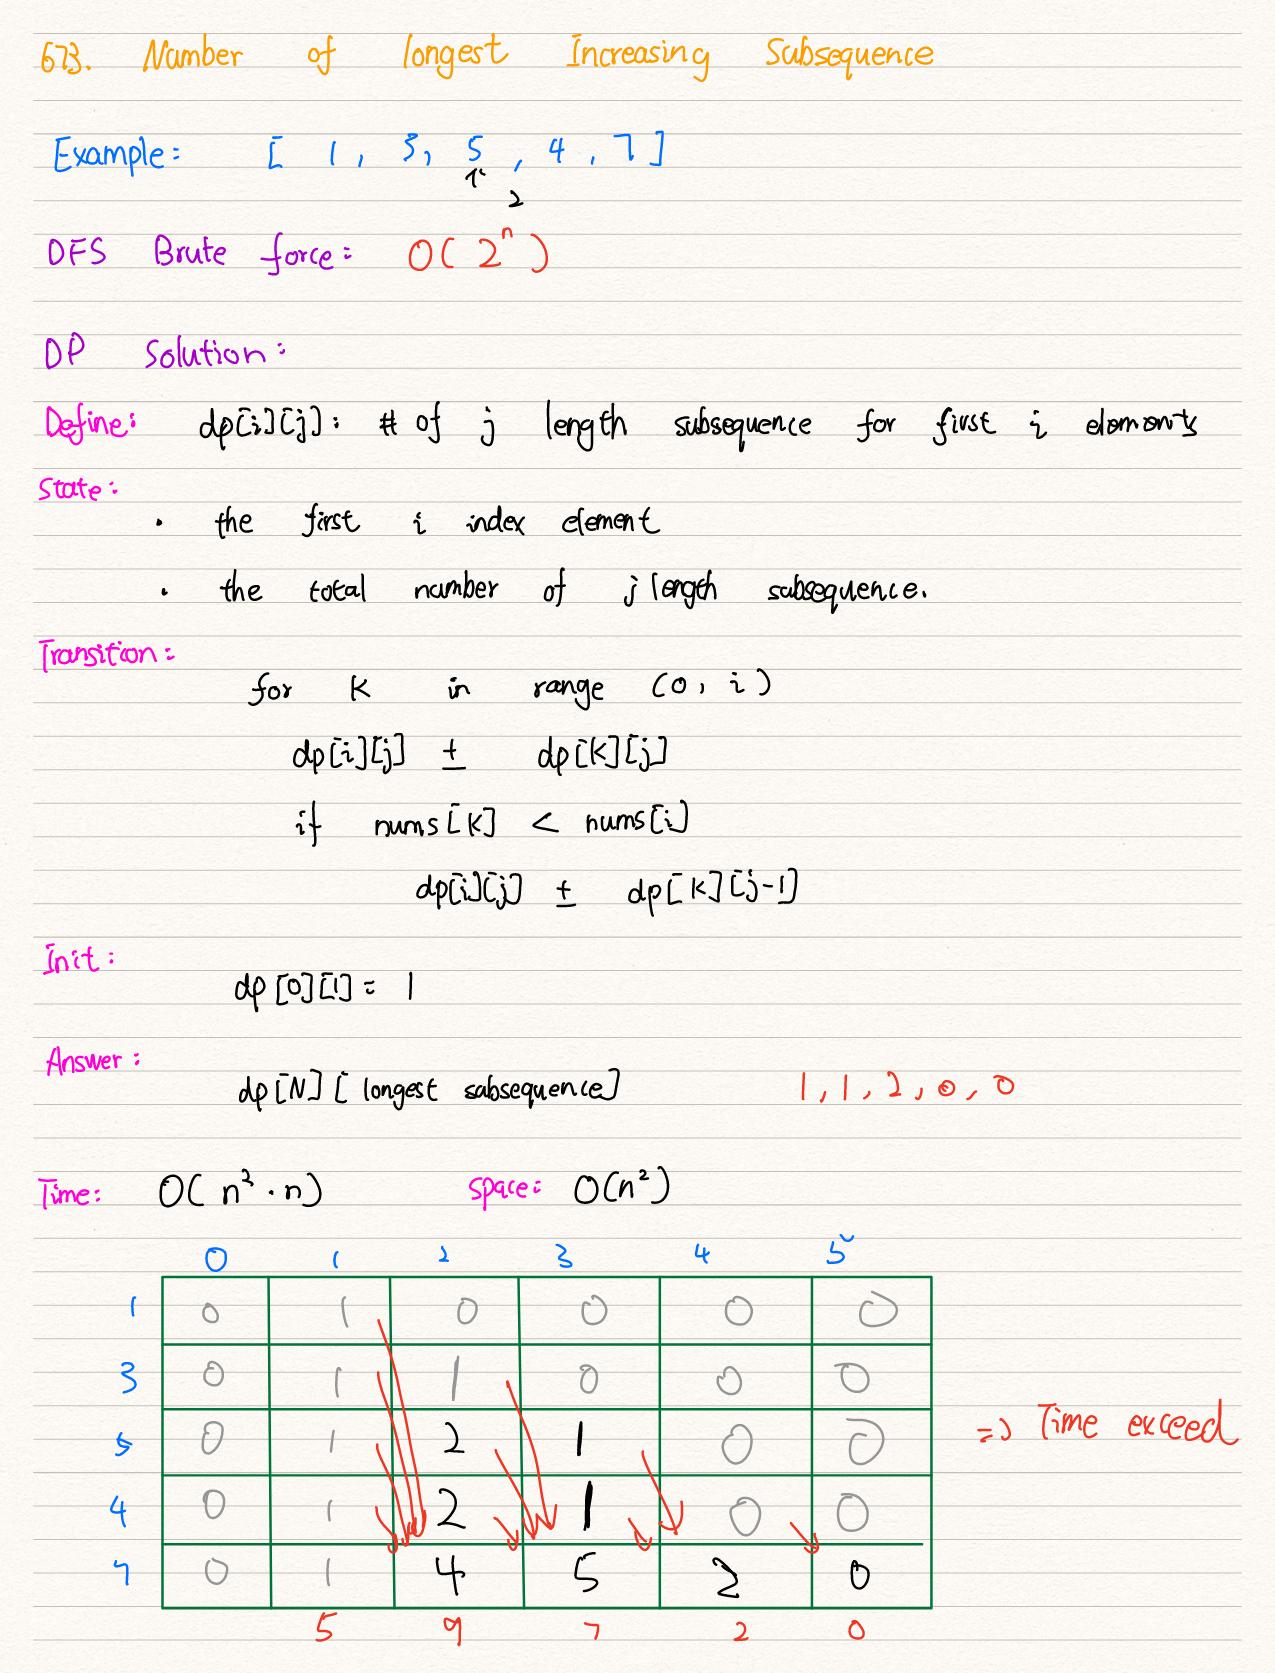 673. Number of longest Increasing Subsequence
Example: [ 1, 3, 5, 4, 7 ]
1 2
DFS Brute force: O( 2^n )
DP Solution:
Define: dp[i][j]: # of j length subsequence for first i elements
State:
· the first i index element
· the total number of j length subsequence.
Transition:
for k in range (0, i)
dp[i][j] ± dp[k][j]
if nums[k] < nums[i]
dp[i][j] ± dp[k][j-1]
Init:
dp[0][1] = 1
Answer:
dp[N][longest subsequence] 1, 1, 2, 0, 0
Time: O( n² · n) Space: O(n²)
0 1 2 3 4 5
1 0 1 0 0 0 0
3 0 1 1 0 0 0
5 0 1 2 1 0 0
=> Time exceed
4 0 1 2 1 0 0
7 0 1 4 5 2 0
5 9 7 2 0